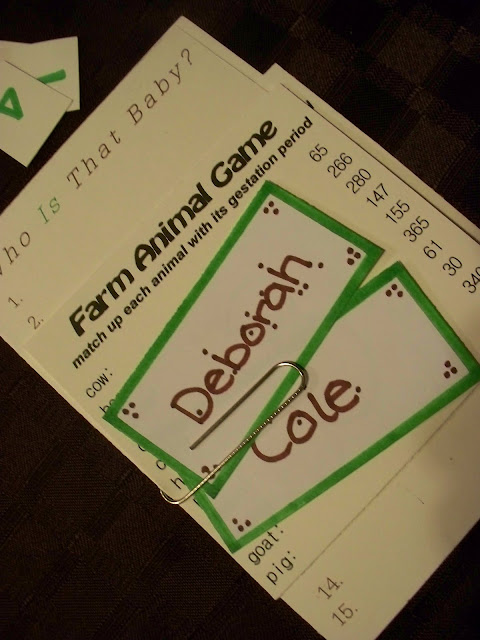 Who Is That Baby?
1.
2.
Farm Animal Game
match up each animal with its gestation period
65
266
280
147
155
365
61
30
340
cow:
goat:
pig:
Deborah
Cole
14.
15.